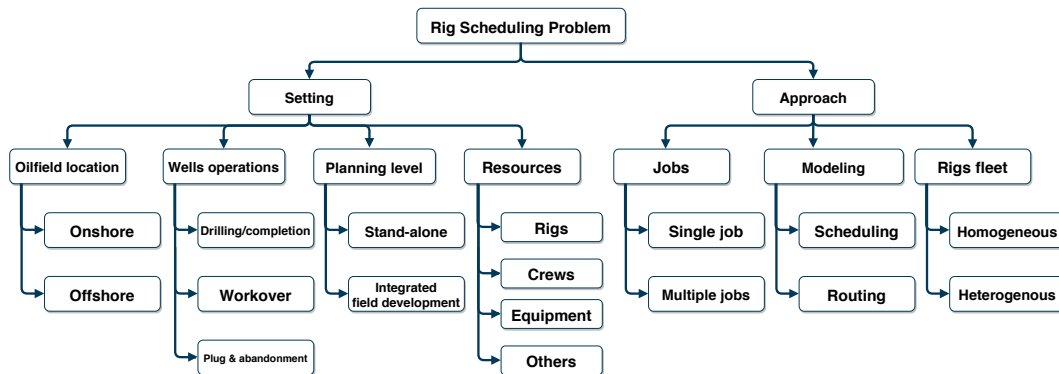 Rig Scheduling Problem
Setting
Approach
Oilfield location
Wells operations
Planning level
Resources
Jobs
Modeling
Rigs fleet
Onshore
Drilling/completion
Stand-alone
Rigs
Single job
Scheduling
Homogeneous
Offshore
Workover
Integrated
field development
Crews
Multiple jobs
Routing
Heterogenous
Equipment
Plug & abandonment
Others